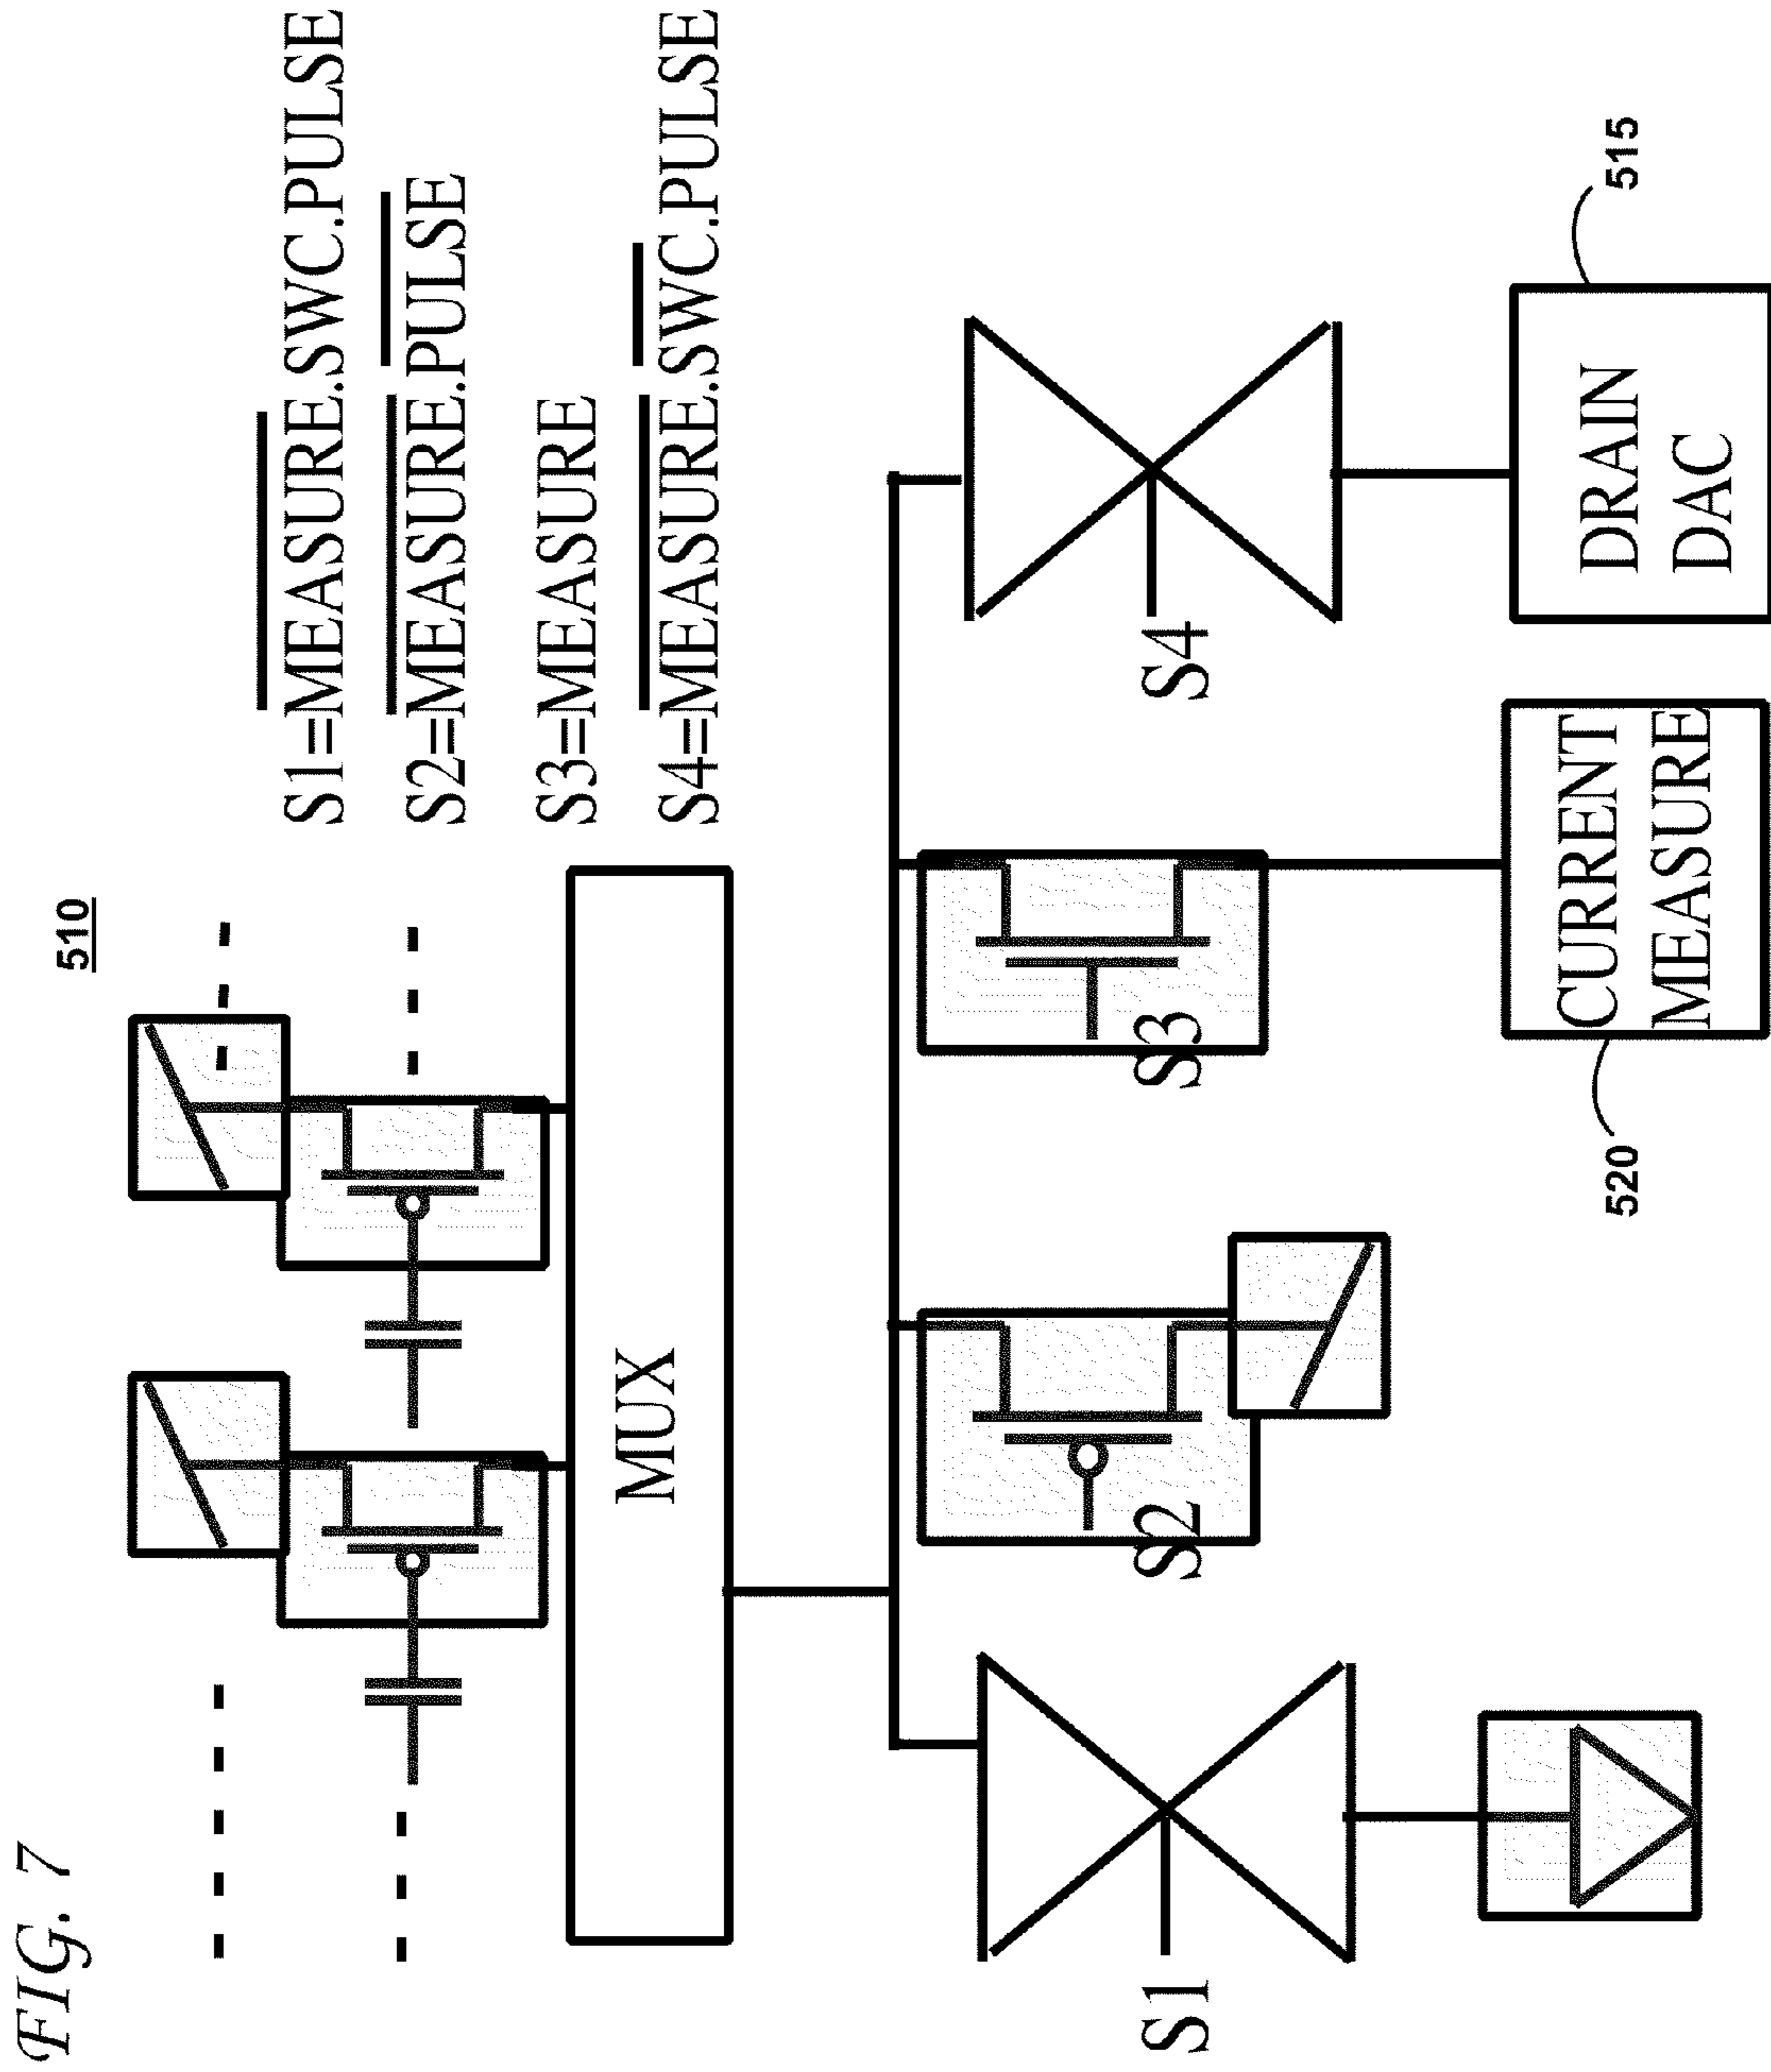 FIG. 7
510
S1=MEASURE.SWC.PULSE
S2=MEASURE.PULSE
S3=MEASURE
S4=MEASURE.SWC.PULSE
MUX
S1
S2
S3
S4
520
CURRENT
MEASURE
DRAIN
DAC
515